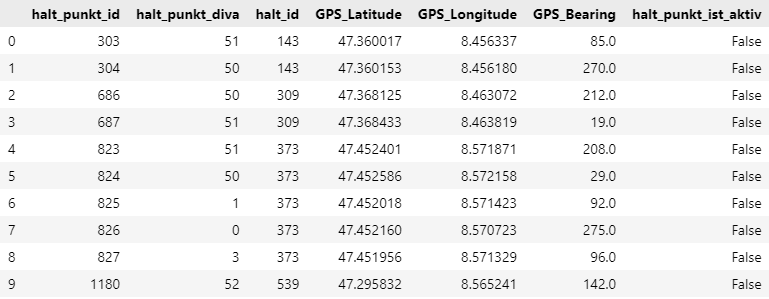 halt_punkt_id halt_punkt_diva halt_id GPS_Latitude GPS_Longitude GPS_Bearing halt_punkt_ist_aktiv
0 303 51 143 47.360017 8.456337 85.0 False
1 304 50 143 47.360153 8.456180 270.0 False
2 686 50 309 47.368125 8.463072 212.0 False
3 687 51 309 47.368433 8.463819 19.0 False
4 823 51 373 47.452401 8.571871 208.0 False
5 824 50 373 47.452586 8.572158 29.0 False
6 825 1 373 47.452018 8.571423 92.0 False
7 826 0 373 47.452160 8.570723 275.0 False
8 827 3 373 47.451956 8.571329 96.0 False
9 1180 52 539 47.295832 8.565241 142.0 False